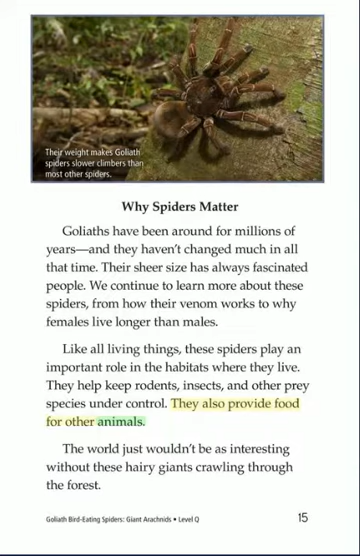 Their weight makes Goliath
spiders slower climbers than
most other spiders.
Why Spiders Matter
Goliaths have been around for millions of
years—and they haven't changed much in all
that time. Their sheer size has always fascinated
people. We continue to learn more about these
spiders, from how their venom works to why
females live longer than males.
Like all living things, these spiders play an
important role in the habitats where they live.
They help keep rodents, insects, and other prey
species under control. They also provide food
for other animals.
The world just wouldn't be as interesting
without these hairy giants crawling through
the forest.
Goliath Bird-Eating Spiders: Giant Arachnids • Level Q
15